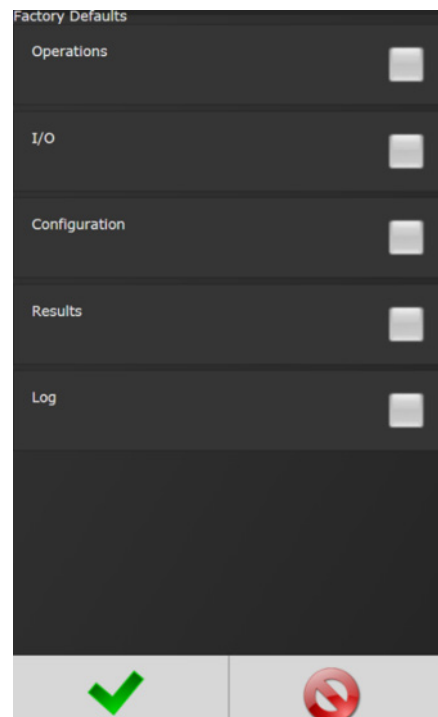 Factory Defaults
Operations
I/O
Configuration
Results
Log